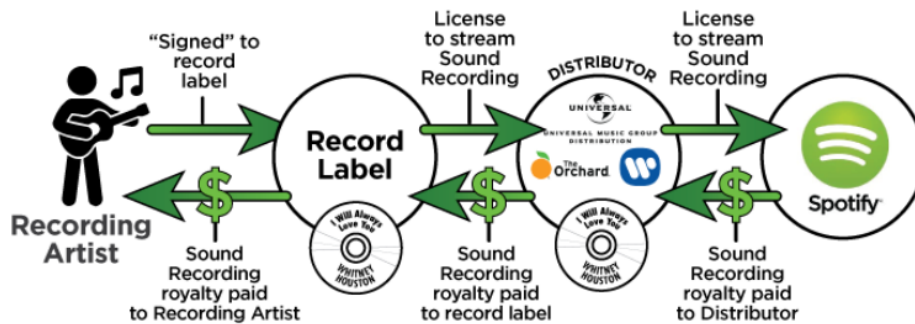 “Signed” to
record
label
License
to stream
Sound
Recording
DISTRIBUTOR
License
to stream
Sound
Recording
Record
Label
UNIVERSAL
UNIVERSAL MUSIC GROUP
DISTRIBUTION
The
Orchard
Spotify
$
$
$
Recording
Artist
I Will Always
Love You
WHITNEY
HOUSTON
I Will Always
Love You
WHITNEY
HOUSTON
Sound
Recording
royalty paid
to Recording Artist
Sound
Recording
royalty paid
to record label
Sound
Recording
royalty paid
to Distributor